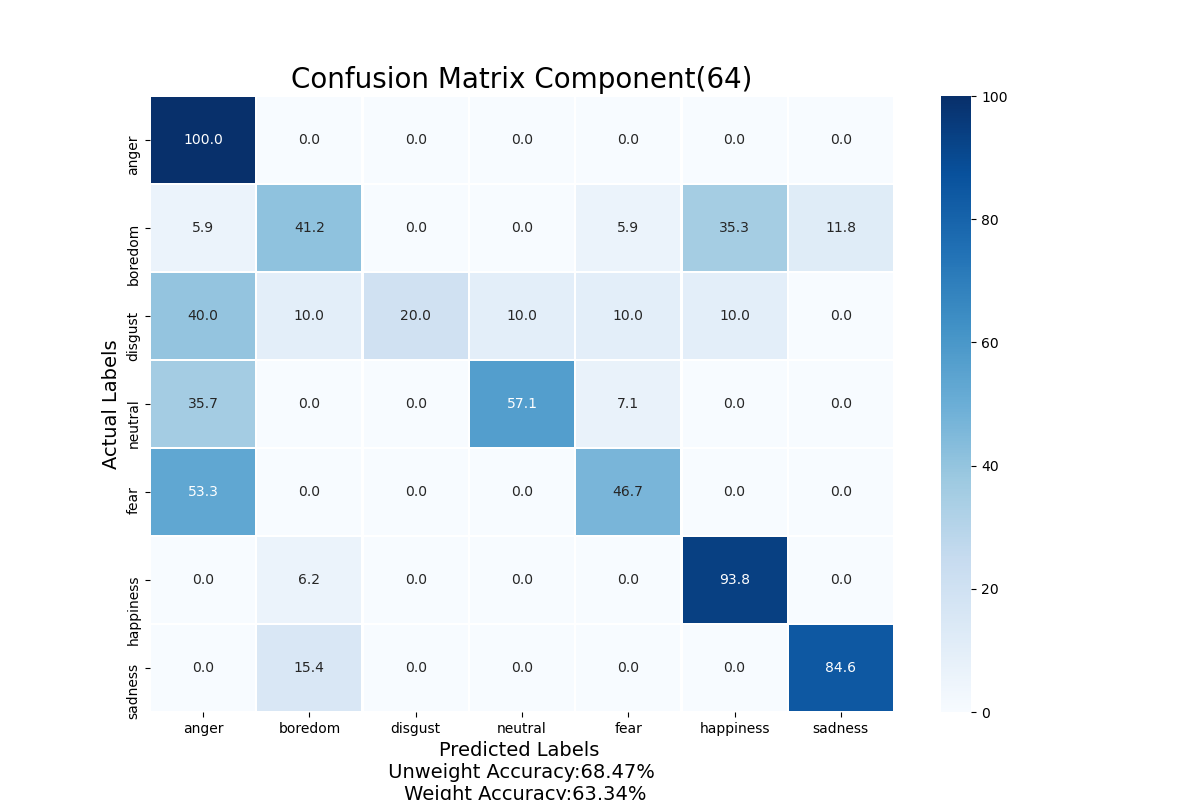 Confusion Matrix Component(64)
anger 100.0 0.0 0.0 0.0 0.0 0.0 0.0
boredom 5.9 41.2 0.0 0.0 5.9 35.3 11.8
disgust 40.0 10.0 20.0 10.0 10.0 10.0 0.0
neutral 35.7 0.0 0.0 57.1 7.1 0.0 0.0
fear 53.3 0.0 0.0 0.0 46.7 0.0 0.0
happiness 0.0 6.2 0.0 0.0 0.0 93.8 0.0
sadness 0.0 15.4 0.0 0.0 0.0 0.0 84.6
Actual Labels
anger boredom disgust neutral fear happiness sadness
Predicted Labels
Unweight Accuracy:68.47%
Weight Accuracy:63.34%
100
80
60
40
20
0